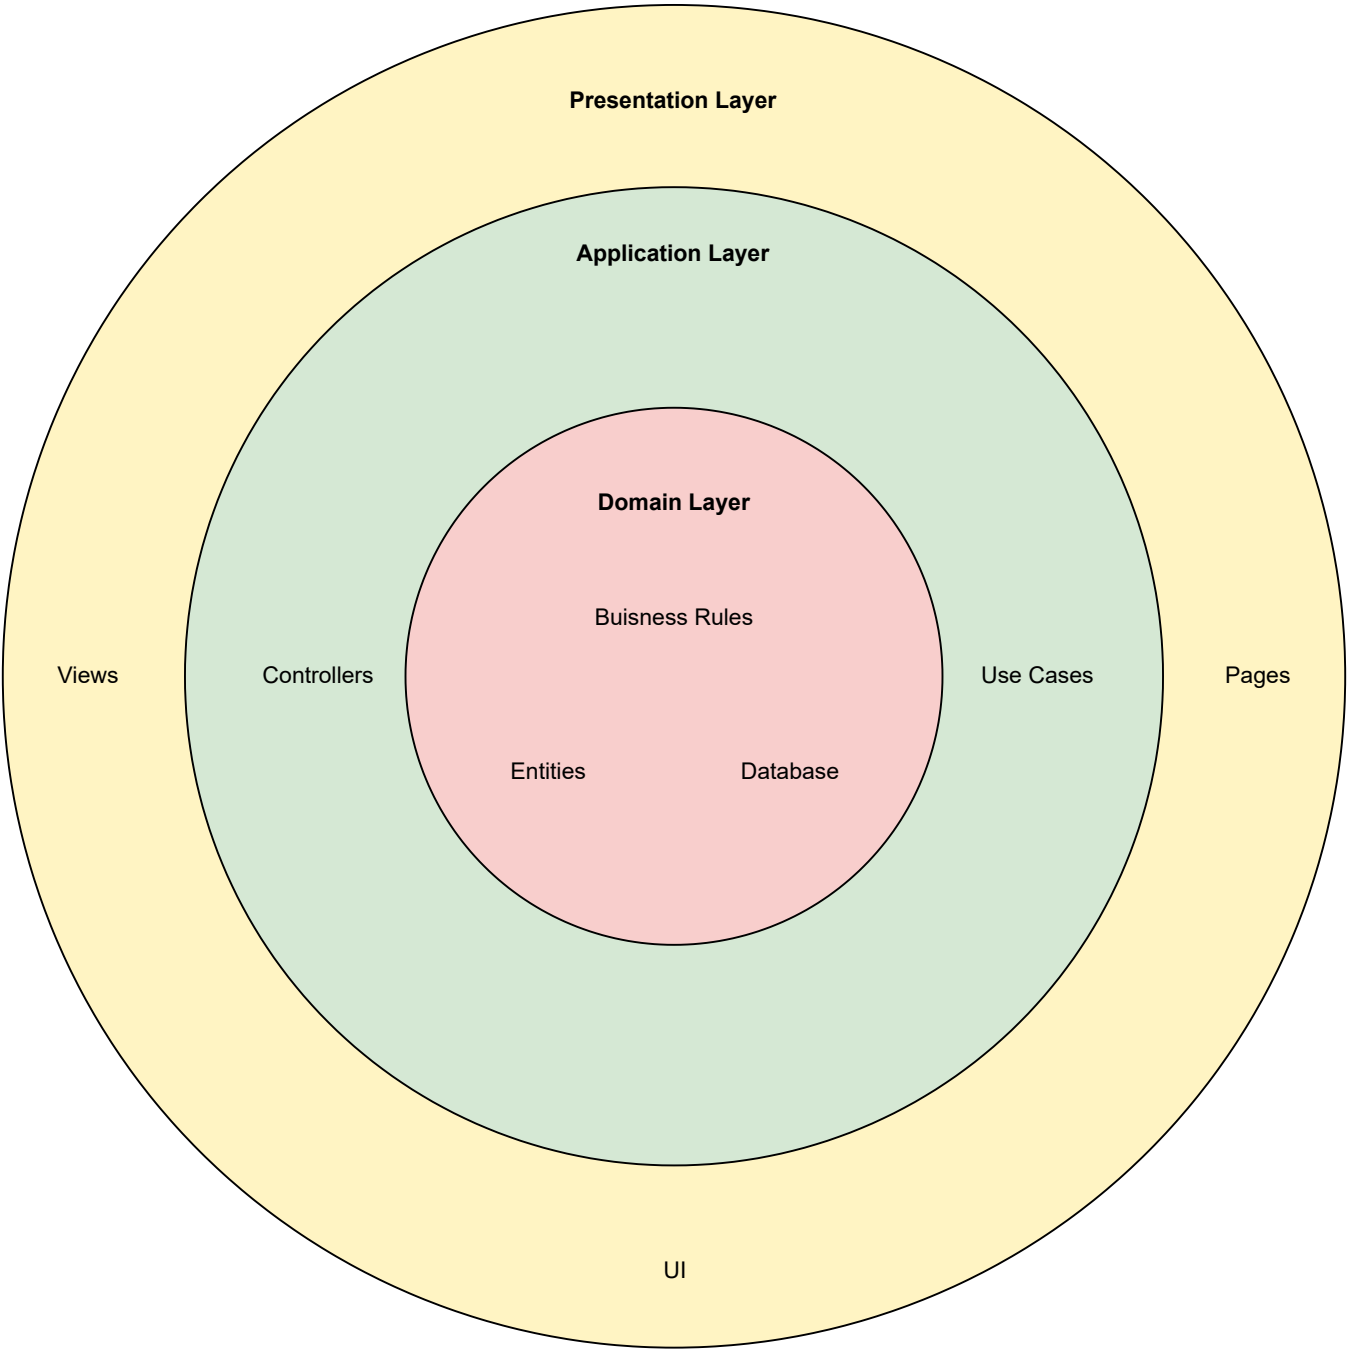 Presentation Layer
Application Layer
Domain Layer
Buisness Rules
Views
Controllers
Use Cases
Pages
Entities
Database
UI